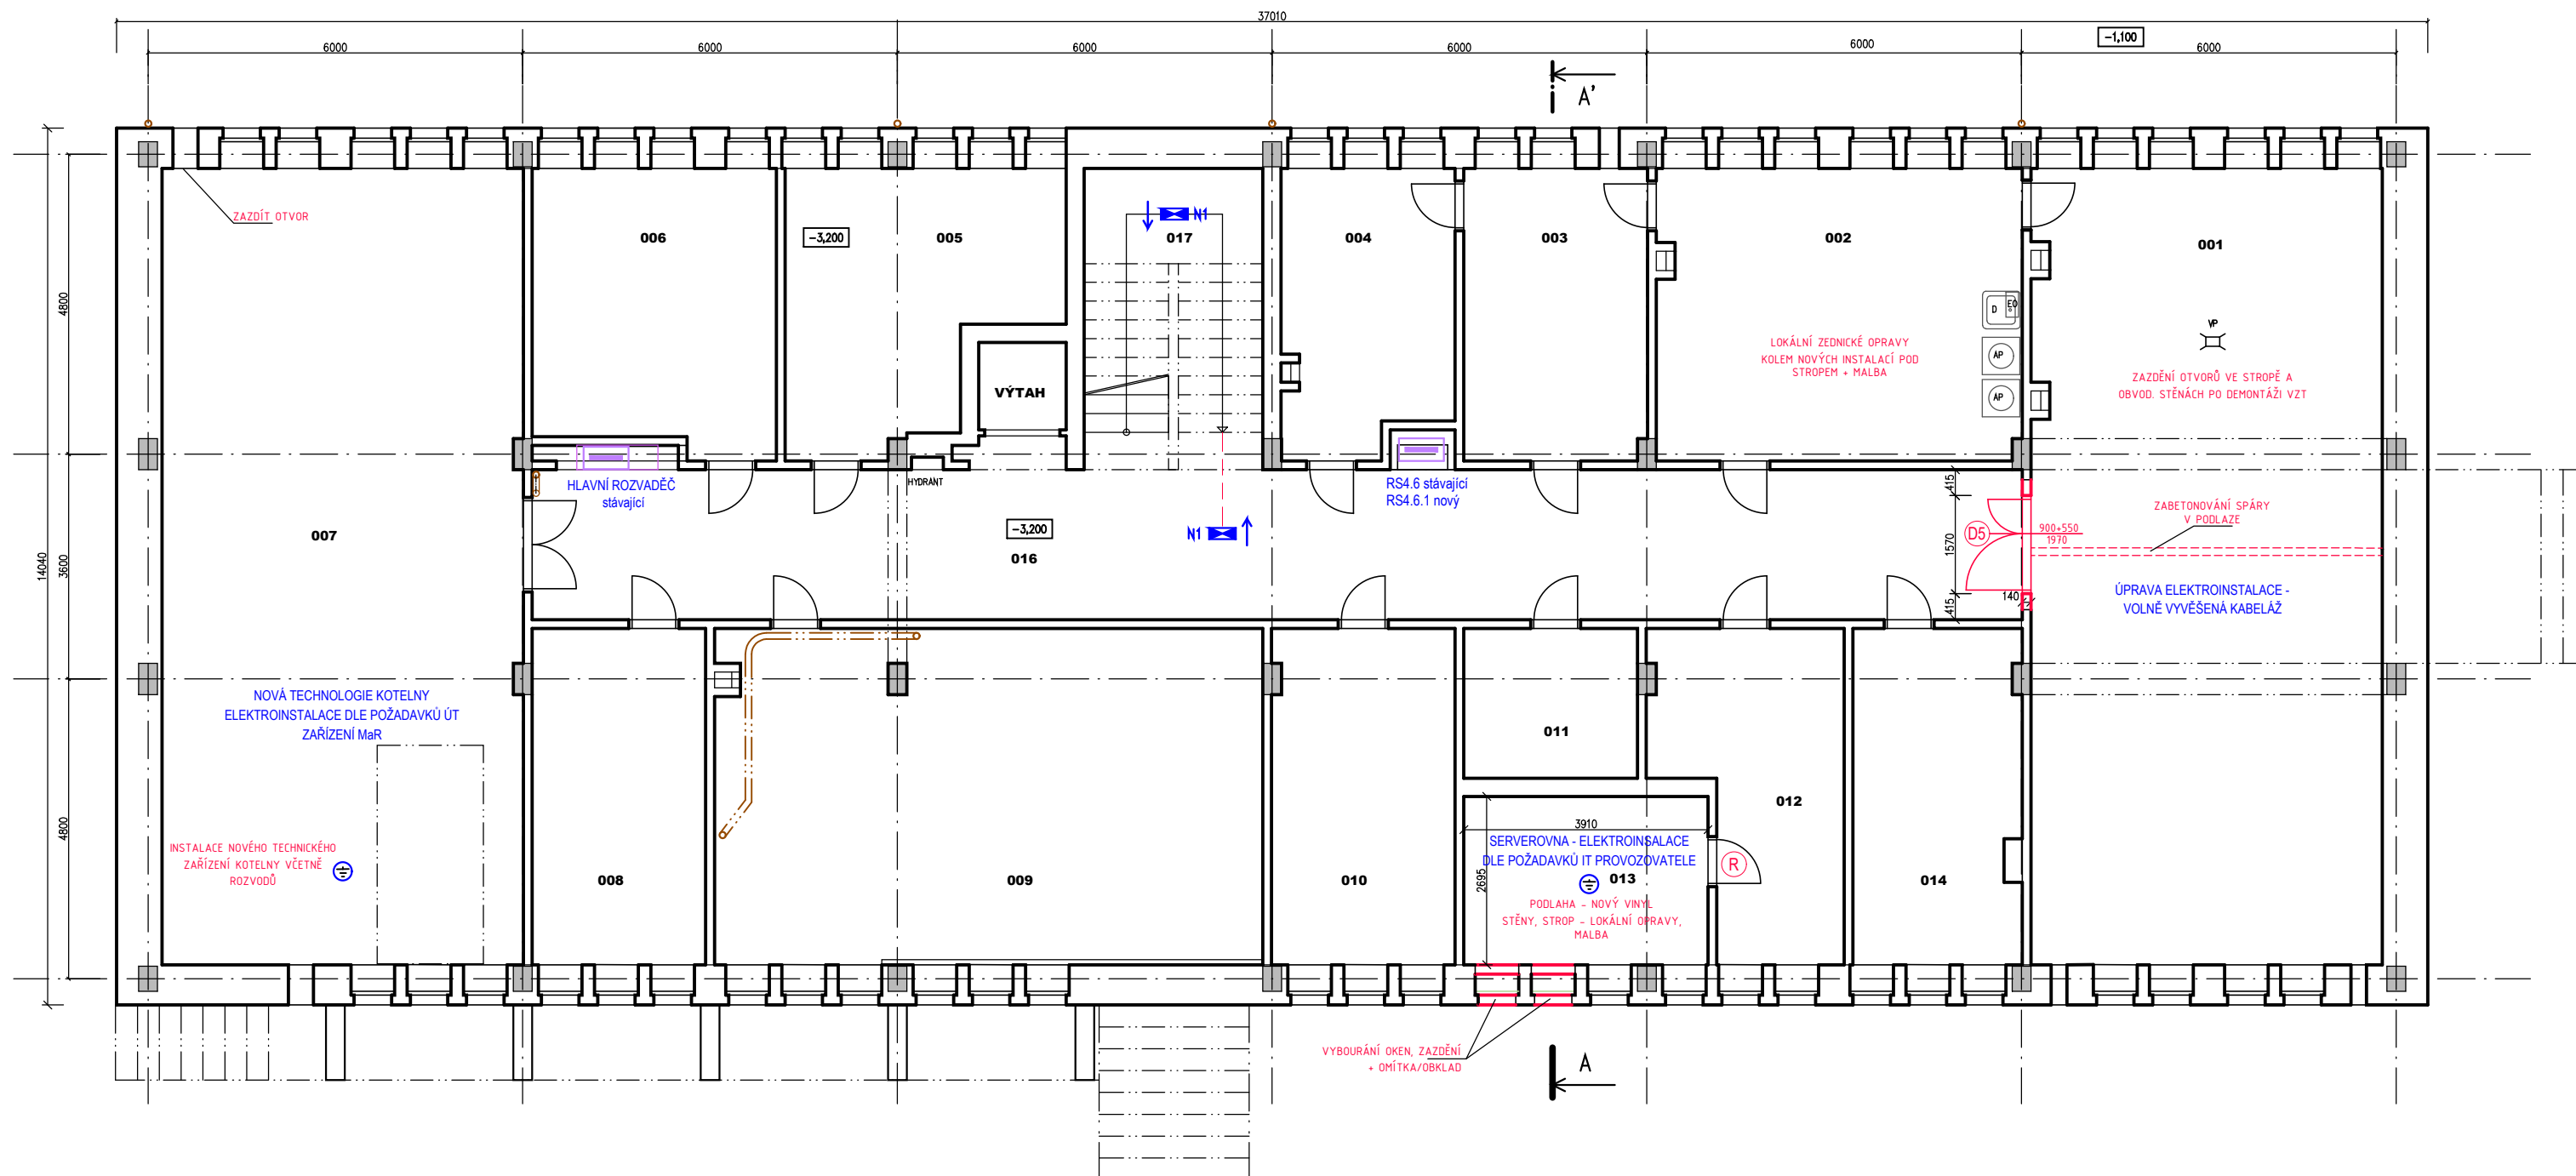 37010
6000
6000
6000
6000
6000
-1,100
6000
A'
ZAZDÍT OTVOR
006
-3,200
005
N1
017
004
003
002
001
4800
D
EO
AP
AP
VP
LOKÁLNÍ ZEDNICKÉ OPRAVY
KOLEM NOVÝCH INSTALACÍ POD
STROPEM + MALBA
ZAZDĚNÍ OTVORŮ VE STROPĚ A
OBVOD. STĚNÁCH PO DEMONTÁŽI VZT
VÝTAH
HLAVNÍ ROZVADĚČ
stávající
HYDRANT
RS4.6 stávající
RS4.6.1 nový
415
007
-3,200
016
N1
1570
D5
900+550
1970
ZABETONOVÁNÍ SPÁRY
V PODLAZE
14040
3600
415
140
ÚPRAVA ELEKTROINSTALACE -
VOLNĚ VYVĚŠENÁ KABELÁŽ
NOVÁ TECHNOLOGIE KOTELNY
ELEKTROINSTALACE DLE POŽADAVKŮ ÚT
ZAŘÍZENÍ MaR
011
012
4800
3910
2695
INSTALACE NOVÉHO TECHNICKÉHO
ZAŘÍZENÍ KOTELNY VČETNĚ
ROZVODŮ
008
009
010
SERVEROVNA - ELEKTROINSALACE
DLE POŽADAVKŮ IT PROVOZOVATELE
013
R
014
PODLAHA - NOVÝ VINYL
STĚNY, STROP - LOKÁLNÍ OPRAVY,
MALBA
VYBOURÁNÍ OKEN, ZAZDĚNÍ
+ OMÍTKA/OBKLAD
A